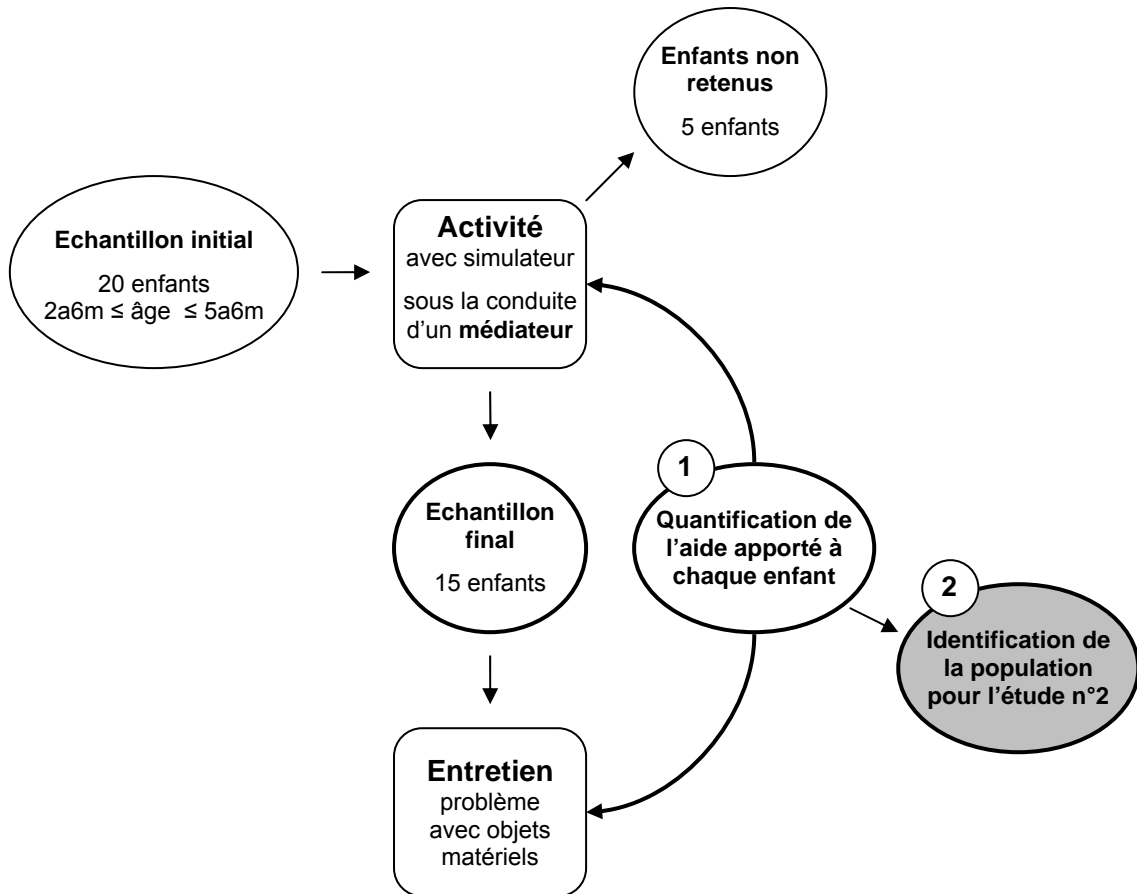 Enfants non
retenus
5 enfants
Echantillon initial
20 enfants
2a6m ≤ âge ≤ 5a6m
Activité
avec simulateur
sous la conduite
d'un médiateur
Echantillon
final
15 enfants
1
Quantification de
l'aide apporté à
chaque enfant
2
Identification de
la population
pour l'étude n°2
Entretien
problème
avec objets
matériels